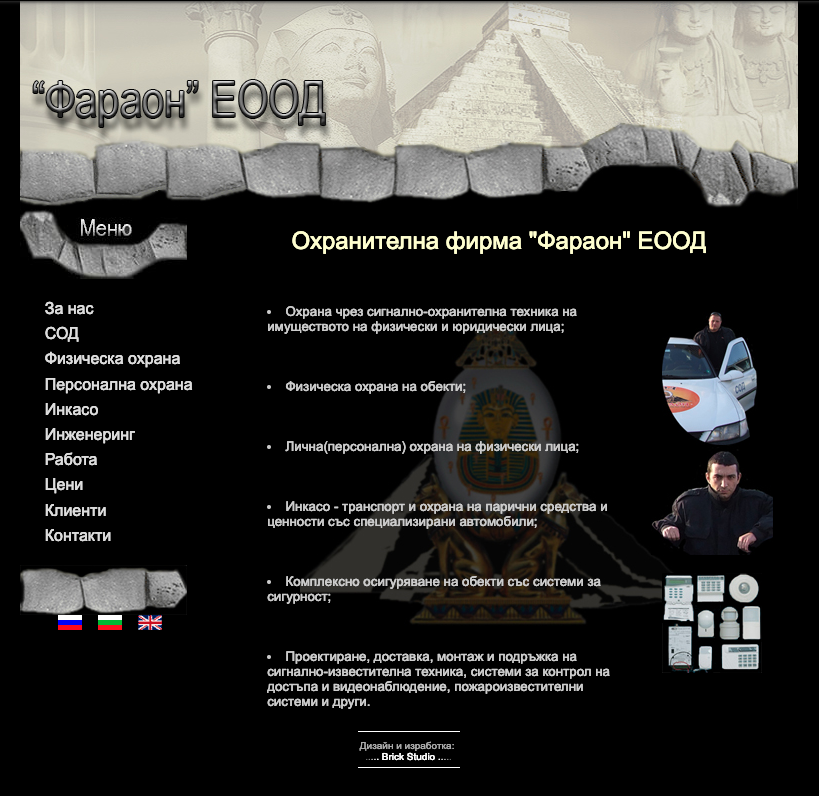 “Фараон” ЕООД
Меню
Охранителна фирма "Фараон" ЕООД
За нас
СОД
Физическа охрана
Персонална охрана
Инкасо
Инженеринг
Работа
Цени
Клиенти
Контакти
• Охрана чрез сигнално-охранителна техника на
имуществото на физически и юридически лица;
• Физическа охрана на обекти;
• Лична(персонална) охрана на физически лица;
• Инкасо - транспорт и охрана на парични средства и
ценности със специализирани автомобили;
• Комплексно осигуряване на обекти със системи за
сигурност;
• Проектиране, доставка, монтаж и подръжка на
сигнално-известителна техника, системи за контрол на
достъпа и видеонаблюдение, пожароизвестителни
системи и други.
СОД
Дизайн и изработка:
..... Brick Studio .....